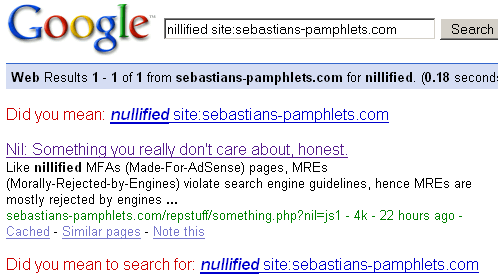 Google™ nillified site:sebastians-pamphlets.com Search
Web Results 1 - 1 of 1 from sebastians-pamphlets.com for nillified. (0.18 seconds
Did you mean: nullified site:sebastians-pamphlets.com
Nil: Something you really don't care about, honest.
Like nillified MFAs (Made-For-AdSense) pages, MREs
(Morally-Rejected-by-Engines) violate search engine guidelines, hence MREs are
mostly rejected by engines ...
sebastians-pamphlets.com/repstuff/something.php?nil=js1 - 4k - 22 hours ago -
Cached - Similar pages - Note this
Did you mean to search for: nullified site:sebastians-pamphlets.com